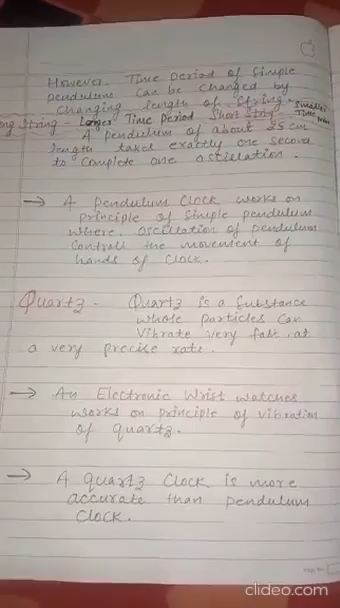 However. Time period of Simple
pendulum can be changed by
changing length of string.
ong String - Longer Time Period Short String - Smaller Time
A pendulum of about 25 cm
length takes exactly one second
to complete one oscillation.
→ A Pendulum Clock works on
principle of simple pendulum
where oscillation of pendulum
Controll the movement of
hands of Clock.
Quartz - Quartz is a Substance
whose particles can
Vibrate very fast at
a very precise rate.
→ An Electronic Wrist watches
works on principle of vibration
of quartz.
→ A quartz Clock is more
accurate than pendulum
Clock.
clideo.com